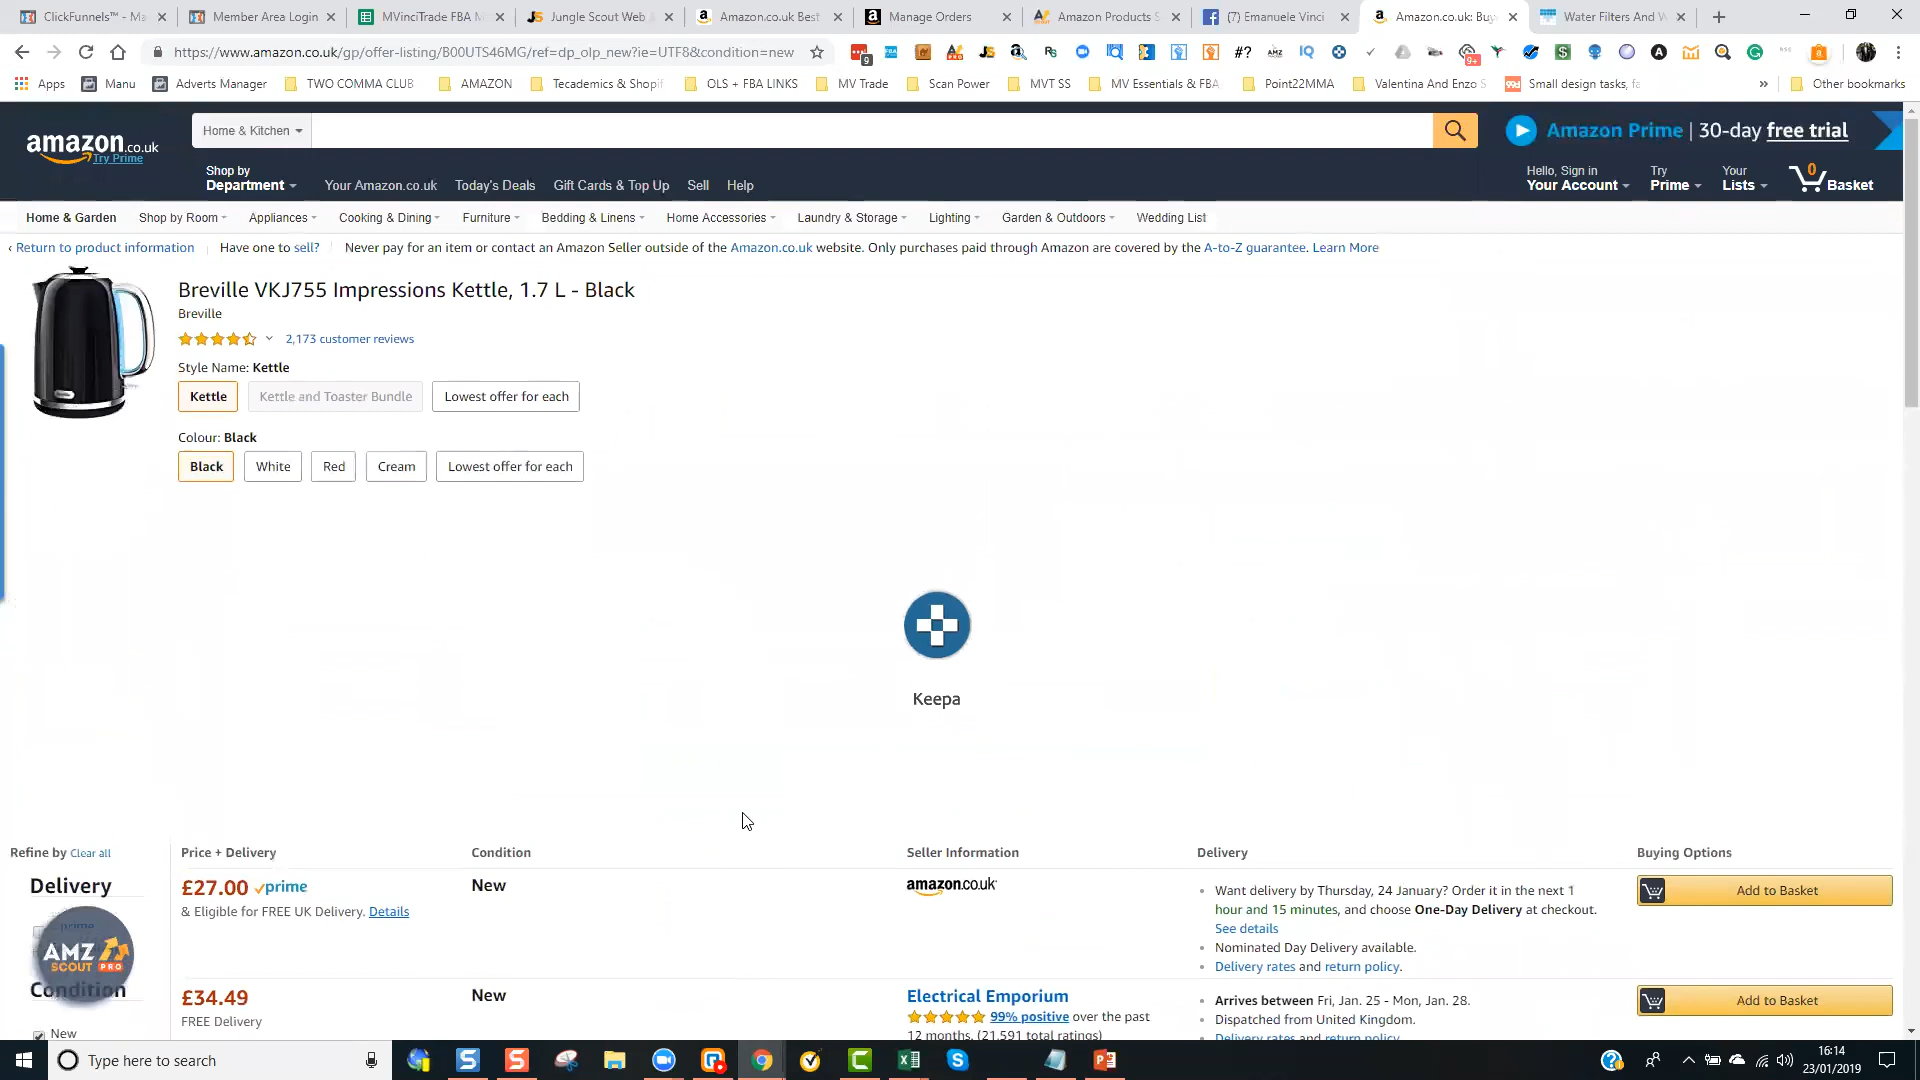 ClickFunnels™ - Ma
Member Area Login
MVinciTrade FBA M
Jungle Scout Web
Amazon.co.uk Best
Manage Orders
Amazon Products S
(7) Emanuele Vinci
Amazon.co.uk: Buy
Water Filters And W
https://www.amazon.co.uk/gp/offer-listing/B00UTS46MG/ref=dp_olp_new?ie=UTF8&condition=new
Apps
Manu
Adverts Manager
TWO COMMA CLUB
AMAZON
Tecademics & Shopif
OLS + FBA LINKS
MV Trade
Scan Power
MVT SS
MV Essentials & FBA
Point22MMA
Valentina And Enzo S
Small design tasks, fa
»
Other bookmarks
amazon.co.uk
Try Prime
Home & Kitchen
Amazon Prime | 30-day free trial
Shop by
Department
Your Amazon.co.uk
Today's Deals
Gift Cards & Top Up
Sell
Help
Hello, Sign in
Your Account
Try
Prime
Your
Lists
0
Basket
Home & Garden
Shop by Room
Appliances
Cooking & Dining
Furniture
Bedding & Linens
Home Accessories
Laundry & Storage
Lighting
Garden & Outdoors
Wedding List
‹ Return to product information
Have one to sell?
Never pay for an item or contact an Amazon Seller outside of the Amazon.co.uk website. Only purchases paid through Amazon are covered by the A-to-Z guarantee. Learn More
Breville VKJ755 Impressions Kettle, 1.7 L - Black
Breville
2,173 customer reviews
Style Name: Kettle
Kettle
Kettle and Toaster Bundle
Lowest offer for each
Colour: Black
Black
White
Red
Cream
Lowest offer for each
Keepa
Refine by Clear all
Price + Delivery
Condition
Seller Information
Delivery
Buying Options
Delivery
prime
AMZ
SCOUT PRO
Condition
New
£27.00 prime
& Eligible for FREE UK Delivery. Details
New
amazon.co.uk
Want delivery by Thursday, 24 January? Order it in the next 1
hour and 15 minutes, and choose One-Day Delivery at checkout.
See details
Nominated Day Delivery available.
Delivery rates and return policy.
Add to Basket
£34.49
FREE Delivery
New
Electrical Emporium
99% positive over the past
12 months. (21,591 total ratings)
Arrives between Fri, Jan. 25 - Mon, Jan. 28.
Dispatched from United Kingdom.
Delivery rates and return policy.
Add to Basket
Type here to search
16:14
23/01/2019